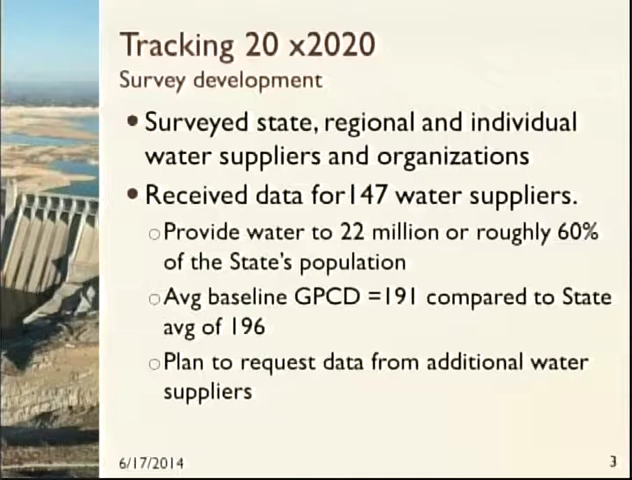 Tracking 20 x2020
Survey development
• Surveyed state, regional and individual
water suppliers and organizations
• Received data for147 water suppliers.
○Provide water to 22 million or roughly 60%
of the State's population
○Avg baseline GPCD =191 compared to State
avg of 196
○Plan to request data from additional water
suppliers
6/17/2014
3